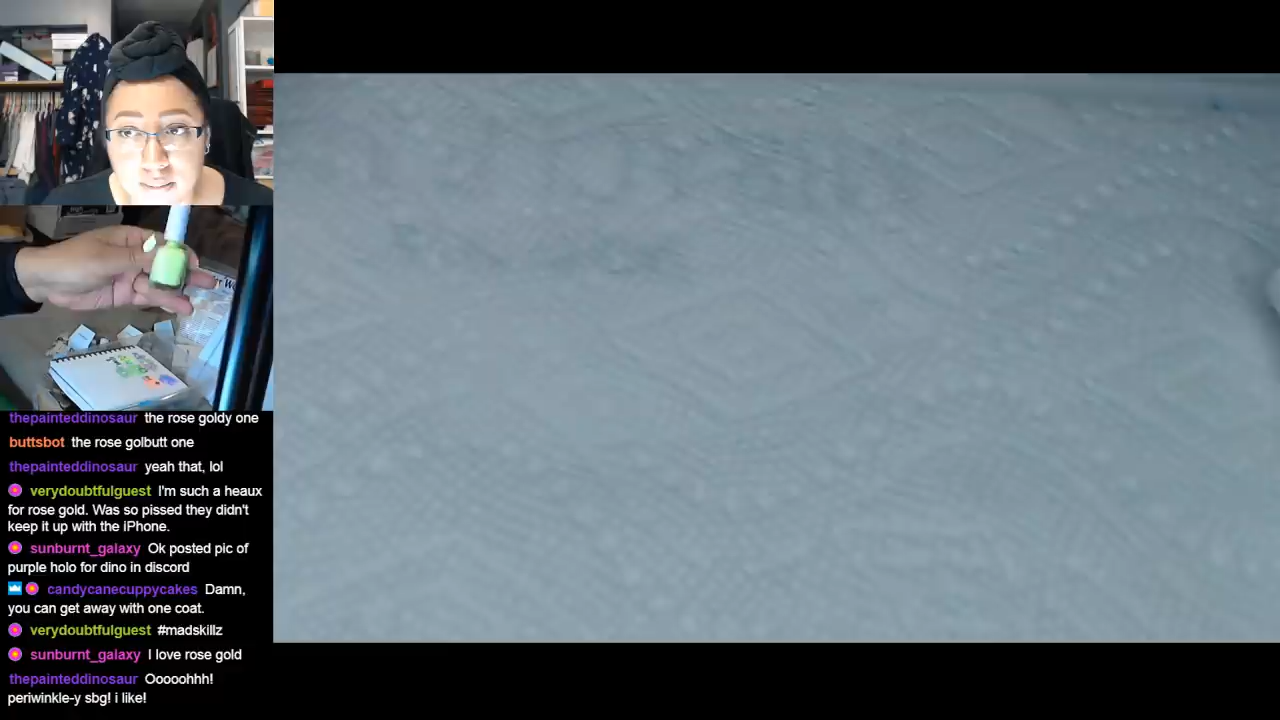 thepainteddinosaur the rose goldy one
buttsbot the rose golbutt one
thepainteddinosaur yeah that, lol
verydoubtfulguest I'm such a heaux
for rose gold. Was so pissed they didn't
keep it up with the iPhone.
sunburnt_galaxy Ok posted pic of
purple holo for dino in discord
candycanecuppycakes Damn,
you can get away with one coat.
verydoubtfulguest #madskillz
sunburnt_galaxy I love rose gold
thepainteddinosaur Ooooohhh!
periwinkle-y sbg! i like!